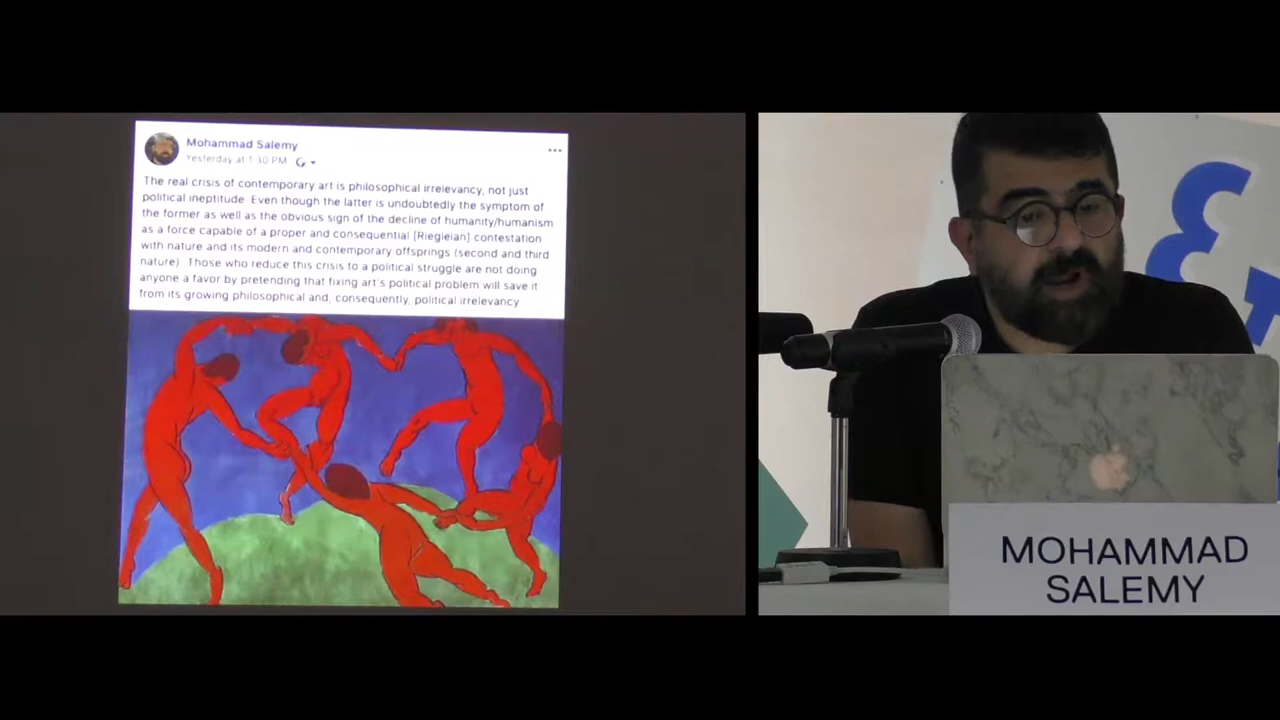 Mohammad Salemy
Yesterday at 1:30 PM
The real crisis of contemporary art is philosophical irrelevancy, not just
political ineptitude. Even though the latter is undoubtedly the symptom of
the former as well as the obvious sign of the decline of humanity/humanism
as a force capable of a proper and consequential [Riegleian] contestation
with nature and its modern and contemporary offsprings (second and third
nature). Those who reduce this crisis to a political struggle are not doing
anyone a favor by pretending that fixing art's political problem will save it
from its growing philosophical and, consequently, political irrelevancy
MOHAMMAD
SALEMY